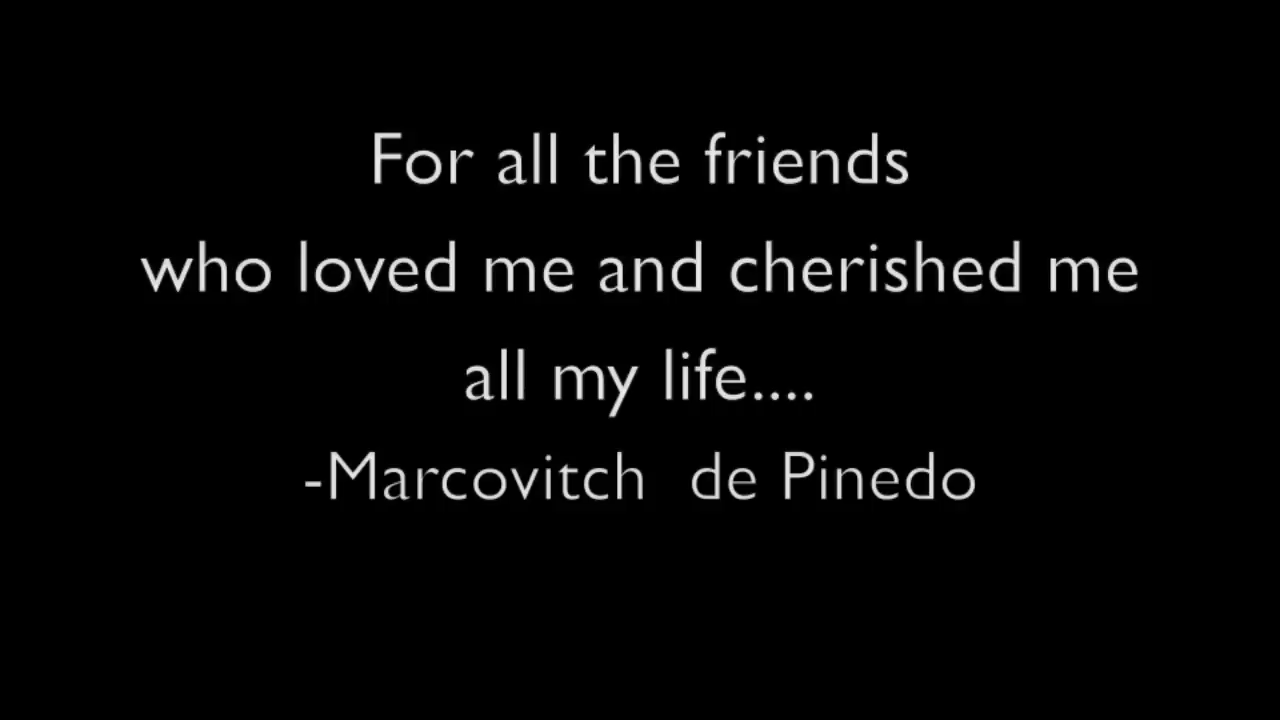 For all the friends
who loved me and cherished me
all my life....
-Marcovitch  de Pinedo